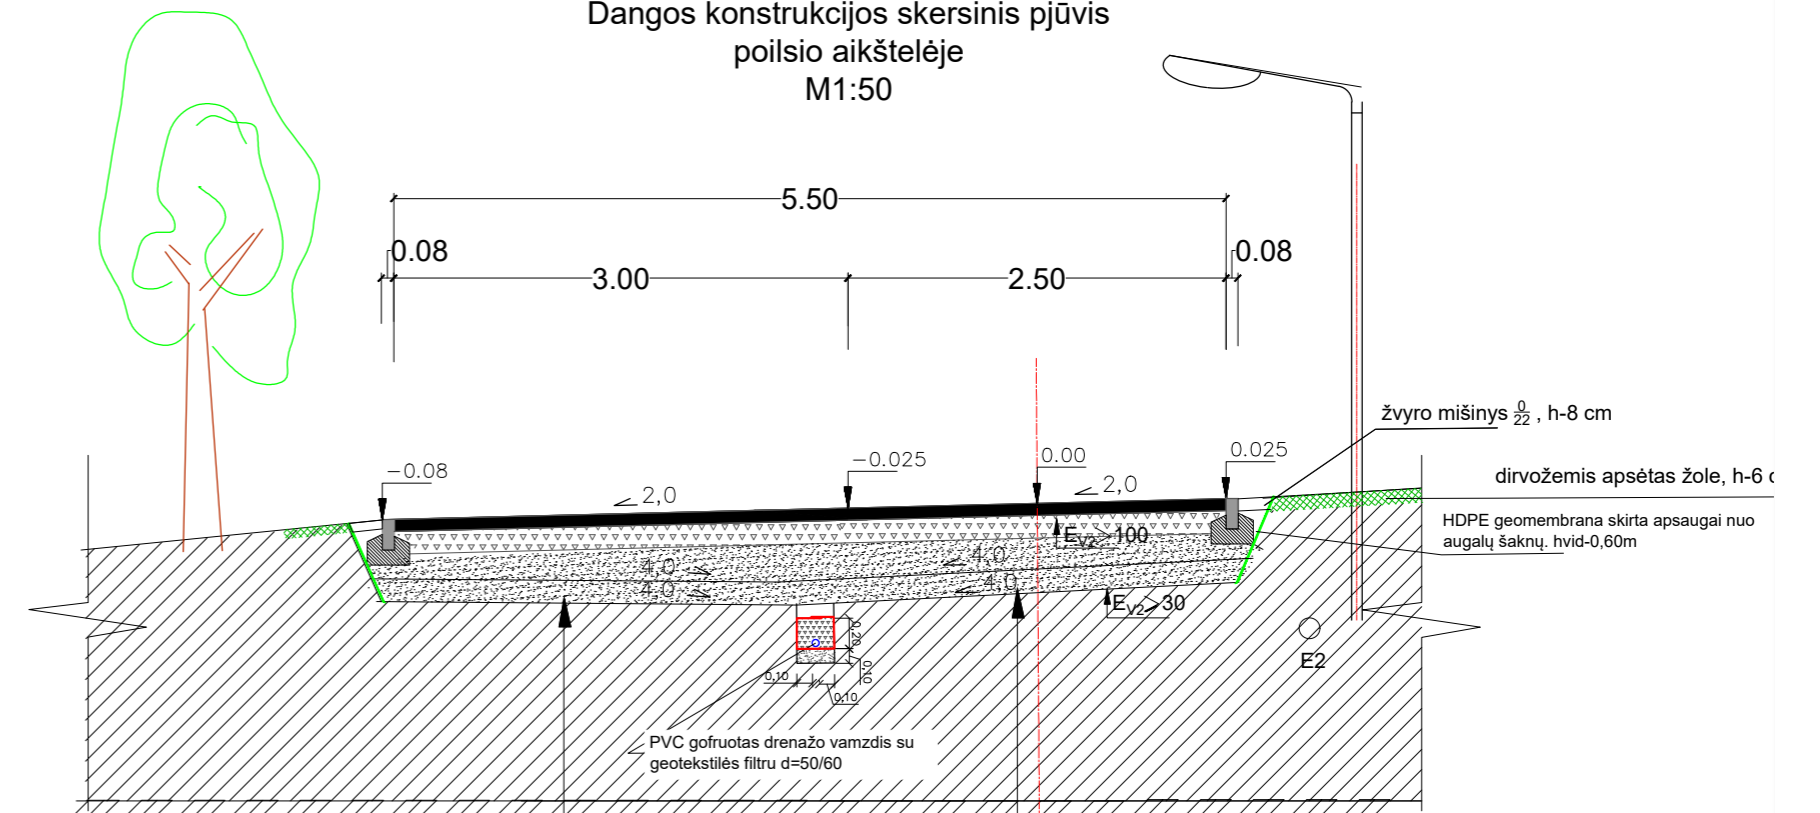 Dangos konstrukcijos skersinis pjūvis
poilsio aikštelėje
M1:50
5.50
0.08
0.08
3.00
2.50
žvyro mišinys 0/22 , h-8 cm
-0.08
-0.025
0.00
0.025
2,0
2,0
dirvožemis apsėtas žole, h-6 c
HDPE geomembrana skirta apsaugai nuo
augalų šaknų. hvid-0,60m
EV2>100
4.0
4.0
4.0
4.0
EV2>30
0,20
0,10
0,10
0,10
E2
PVC gofruotas drenažo vamzdis su
geotekstilės filtru d=50/60